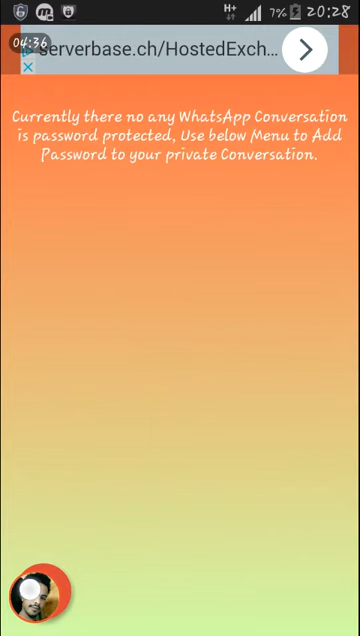 H+ 7% 20:28
04:36 serverbase.ch/HostedExch...
Currently there no any WhatsApp Conversation
is password protected, Use below Menu to Add
Password to your private Conversation.